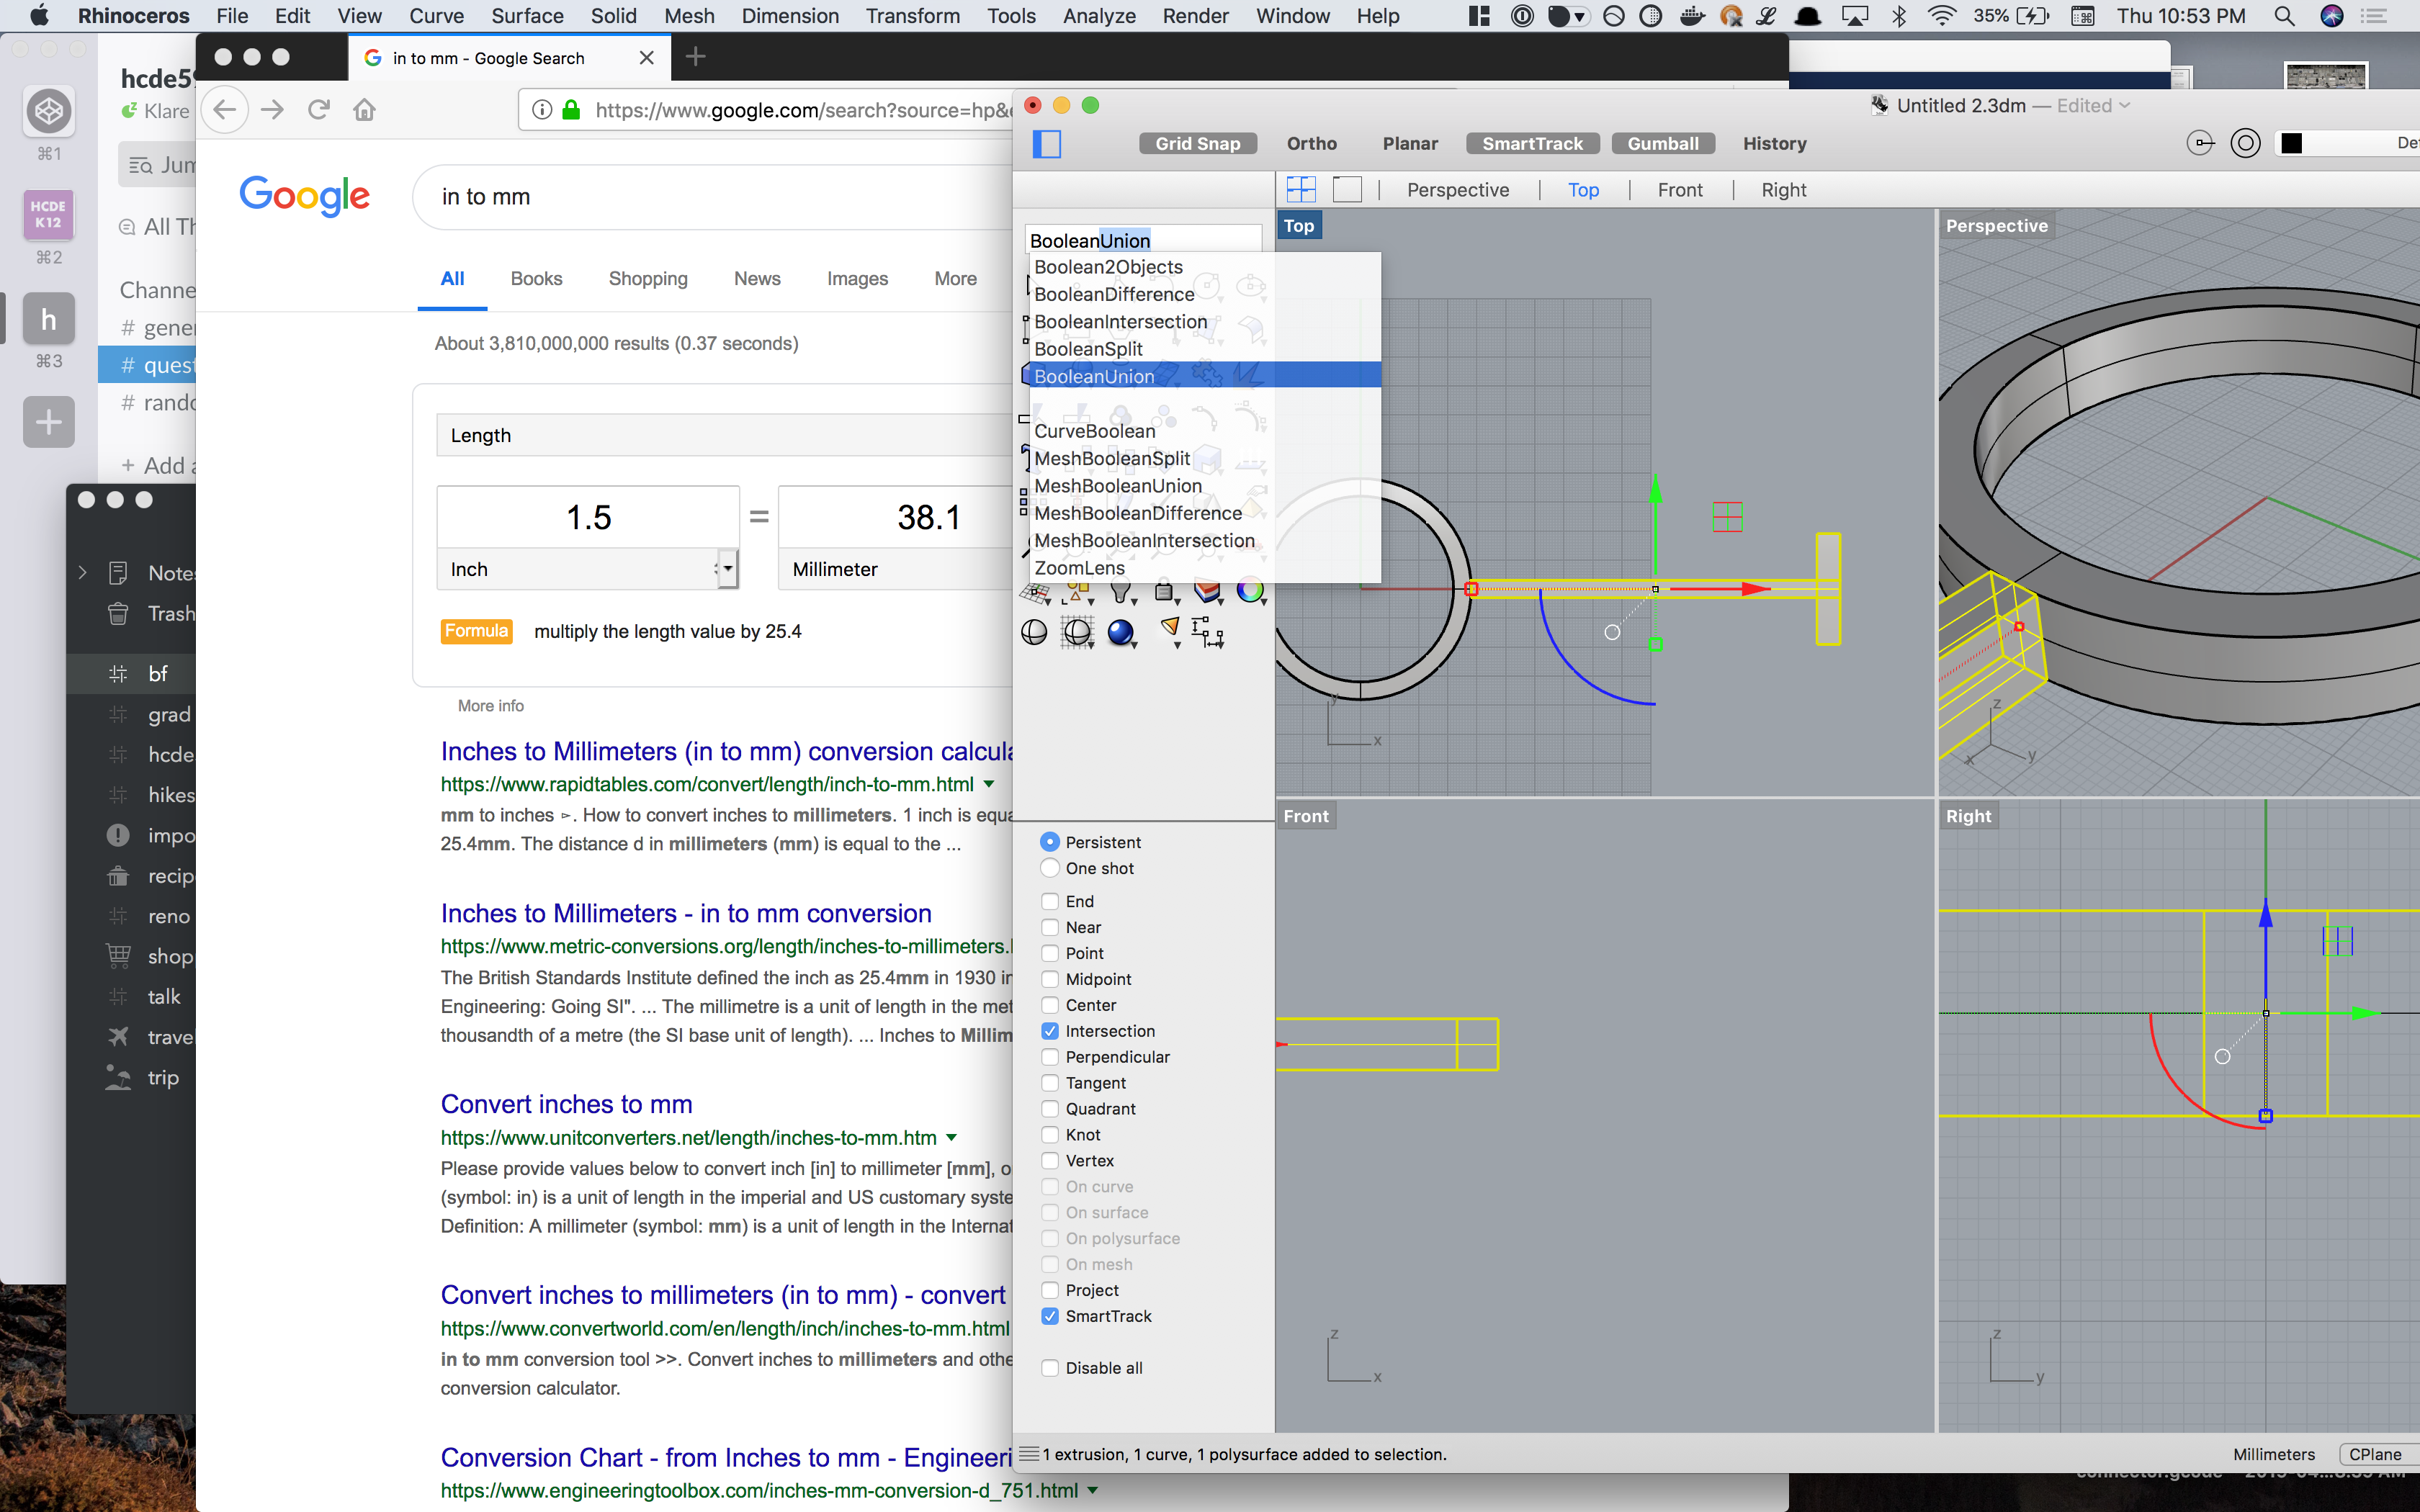 Rhinoceros File Edit View Curve Surface Solid Mesh Dimension Transform Tools Analyze Render Window Help 35% Thu 10:53 PM
hcde5
Klare
⌘1
HCDE
K12
⌘2
h
⌘3
Jum
All Th
Channe
# gener
# quest
# rando
+ Add a
Notes
Trash
bf
grad
hcde
hikes
impo
recip
reno
shop
talk
trave
trip
in to mm - Google Search
https://www.google.com/search?source=hp&
Google
in to mm
All Books Shopping News Images More
About 3,810,000,000 results (0.37 seconds)
Length
1.5 = 38.1
Inch Millimeter
Formula multiply the length value by 25.4
More info
Inches to Millimeters (in to mm) conversion calcula
https://www.rapidtables.com/convert/length/inch-to-mm.html
mm to inches ►. How to convert inches to millimeters. 1 inch is equa
25.4mm. The distance d in millimeters (mm) is equal to the ...
Inches to Millimeters - in to mm conversion
https://www.metric-conversions.org/length/inches-to-millimeters.
The British Standards Institute defined the inch as 25.4mm in 1930 in
Engineering: Going SI". ... The millimetre is a unit of length in the met
thousandth of a metre (the SI base unit of length). ... Inches to Millim
Convert inches to mm
https://www.unitconverters.net/length/inches-to-mm.htm
Please provide values below to convert inch [in] to millimeter [mm], o
(symbol: in) is a unit of length in the imperial and US customary syste
Definition: A millimeter (symbol: mm) is a unit of length in the Internat
Convert inches to millimeters (in to mm) - convert
https://www.convertworld.com/en/length/inch/inches-to-mm.html
in to mm conversion tool >>. Convert inches to millimeters and othe
conversion calculator.
Conversion Chart - from Inches to mm - Engineeri
https://www.engineeringtoolbox.com/inches-mm-conversion-d_751.html
Untitled 2.3dm — Edited
Grid Snap Ortho Planar SmartTrack Gumball History
Def
Perspective | Top | Front | Right
BooleanUnion
Boolean2Objects
BooleanDifference
BooleanIntersection
BooleanSplit
BooleanUnion
CurveBoolean
MeshBooleanSplit
MeshBooleanUnion
MeshBooleanDifference
MeshBooleanIntersection
ZoomLens
Persistent
One shot
End
Near
Point
Midpoint
Center
Intersection
Perpendicular
Tangent
Quadrant
Knot
Vertex
On curve
On surface
On polysurface
On mesh
Project
SmartTrack
Disable all
Top
y
x
Perspective
z
x y
Front
z
x
Right
z
y
1 extrusion, 1 curve, 1 polysurface added to selection.
Millimeters CPlane